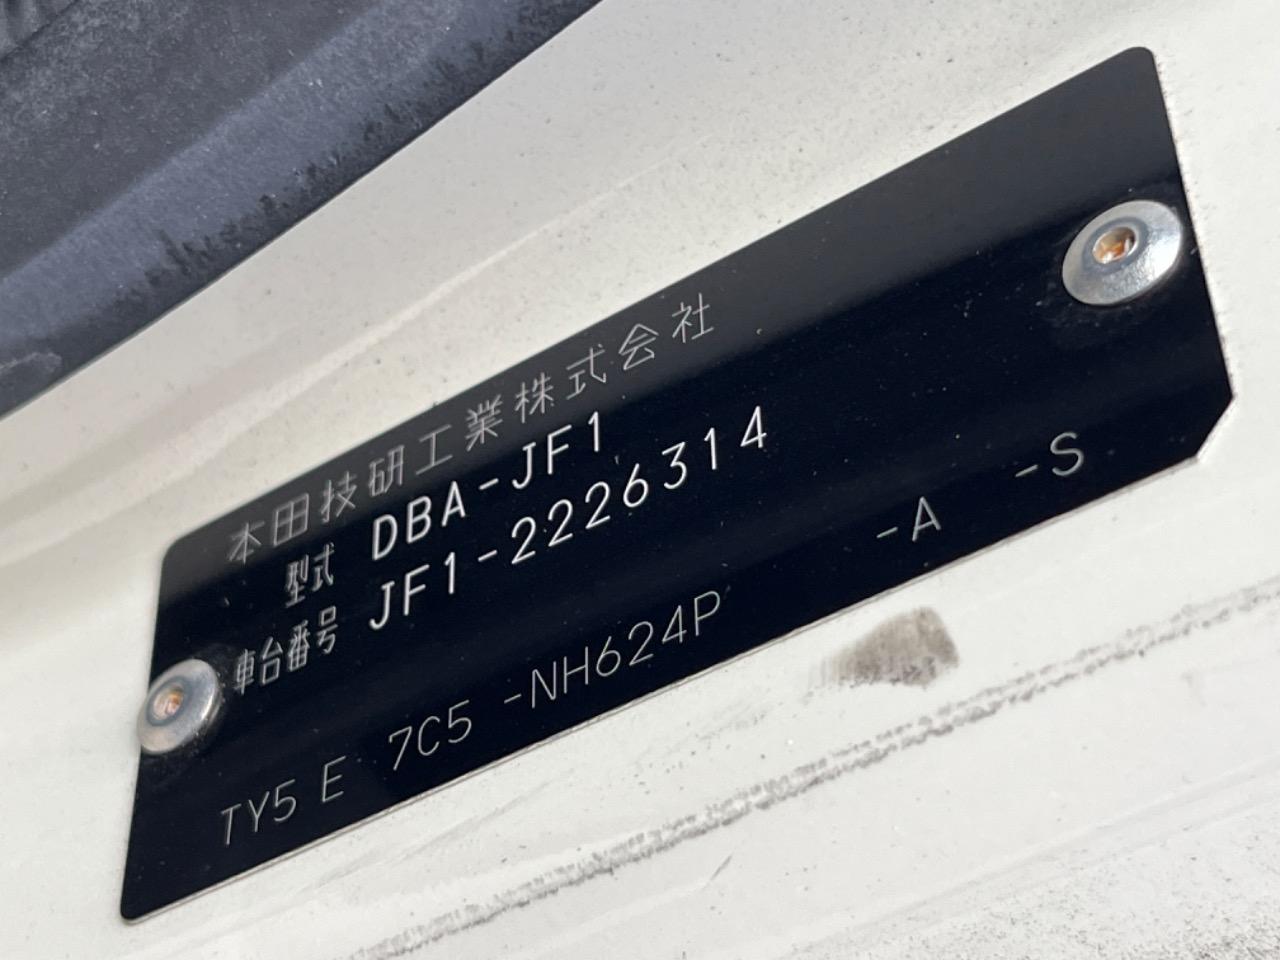 本田技研工業株式会社
型式 DBA-JF1
車台番号 JF1-2226314
TY5 E 7C5 -NH624P -A -S